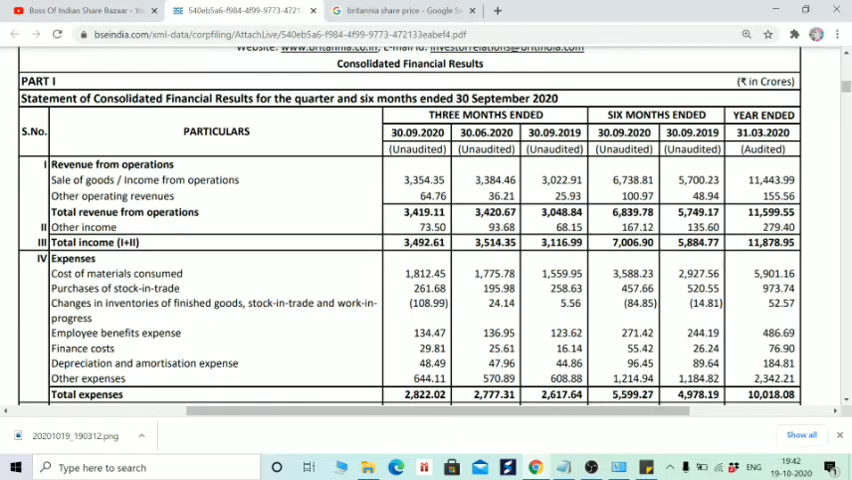 Boss Of Indian Share Bazaar - Yo
540eb5a6-f984-4f99-9773-4721
britannia share price - Google Se
bseindia.com/xml-data/corpfiling/AttachLive/540eb5a6-f984-4f99-9773-472133eabef4.pdf
Website: www.britannia.co.in; E-mail id: investorrelations@britindia.com
Consolidated Financial Results
PART I (₹ in Crores)
Statement of Consolidated Financial Results for the quarter and six months ended 30 September 2020
THREE MONTHS ENDED SIX MONTHS ENDED YEAR ENDED
S.No. PARTICULARS 30.09.2020 30.06.2020 30.09.2019 30.09.2020 30.09.2019 31.03.2020
(Unaudited) (Unaudited) (Unaudited) (Unaudited) (Unaudited) (Audited)
I Revenue from operations
Sale of goods / Income from operations 3,354.35 3,384.46 3,022.91 6,738.81 5,700.23 11,443.99
Other operating revenues 64.76 36.21 25.93 100.97 48.94 155.56
Total revenue from operations 3,419.11 3,420.67 3,048.84 6,839.78 5,749.17 11,599.55
II Other income 73.50 93.68 68.15 167.12 135.60 279.40
III Total income (I+II) 3,492.61 3,514.35 3,116.99 7,006.90 5,884.77 11,878.95
IV Expenses
Cost of materials consumed 1,812.45 1,775.78 1,559.95 3,588.23 2,927.56 5,901.16
Purchases of stock-in-trade 261.68 195.98 258.63 457.66 520.55 973.74
Changes in inventories of finished goods, stock-in-trade and work-in- (108.99) 24.14 5.56 (84.85) (14.81) 52.57
progress
Employee benefits expense 134.47 136.95 123.62 271.42 244.19 486.69
Finance costs 29.81 25.61 16.14 55.42 26.24 76.90
Depreciation and amortisation expense 48.49 47.96 44.86 96.45 89.64 184.81
Other expenses 644.11 570.89 608.88 1,214.94 1,184.82 2,342.21
Total expenses 2,822.02 2,777.31 2,617.64 5,599.27 4,978.19 10,018.08
20201019_190312.png
Show all
Type here to search
ENG
19:42
19-10-2020